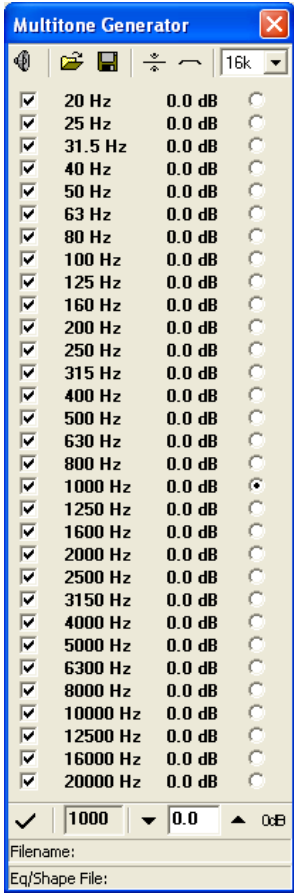 Multitone Generator
16k
20 Hz 0.0 dB
25 Hz 0.0 dB
31.5 Hz 0.0 dB
40 Hz 0.0 dB
50 Hz 0.0 dB
63 Hz 0.0 dB
80 Hz 0.0 dB
100 Hz 0.0 dB
125 Hz 0.0 dB
160 Hz 0.0 dB
200 Hz 0.0 dB
250 Hz 0.0 dB
315 Hz 0.0 dB
400 Hz 0.0 dB
500 Hz 0.0 dB
630 Hz 0.0 dB
800 Hz 0.0 dB
1000 Hz 0.0 dB
1250 Hz 0.0 dB
1600 Hz 0.0 dB
2000 Hz 0.0 dB
2500 Hz 0.0 dB
3150 Hz 0.0 dB
4000 Hz 0.0 dB
5000 Hz 0.0 dB
6300 Hz 0.0 dB
8000 Hz 0.0 dB
10000 Hz 0.0 dB
12500 Hz 0.0 dB
16000 Hz 0.0 dB
20000 Hz 0.0 dB
1000 0.0 0dB
Filename:
Eq/Shape File: